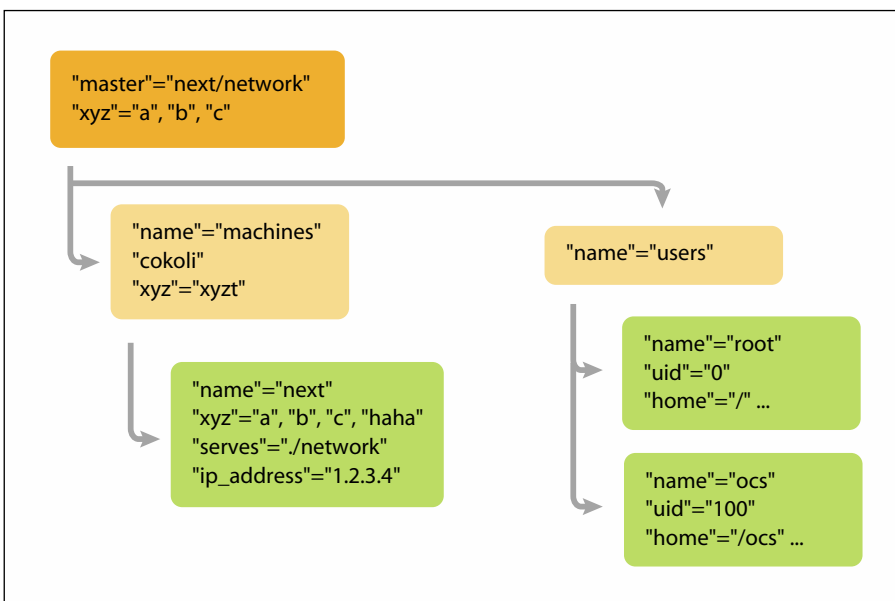 "master"="next/network"
"xyz"="a", "b", "c"
"name"="machines"
"cokoli"
"xyz"="xyzt"
"name"="users"
"name"="next"
"xyz"="a", "b", "c", "haha"
"serves"="./network"
"ip_address"="1.2.3.4"
"name"="root"
"uid"="0"
"home"="/" ...
"name"="ocs"
"uid"="100"
"home"="/ocs" ...